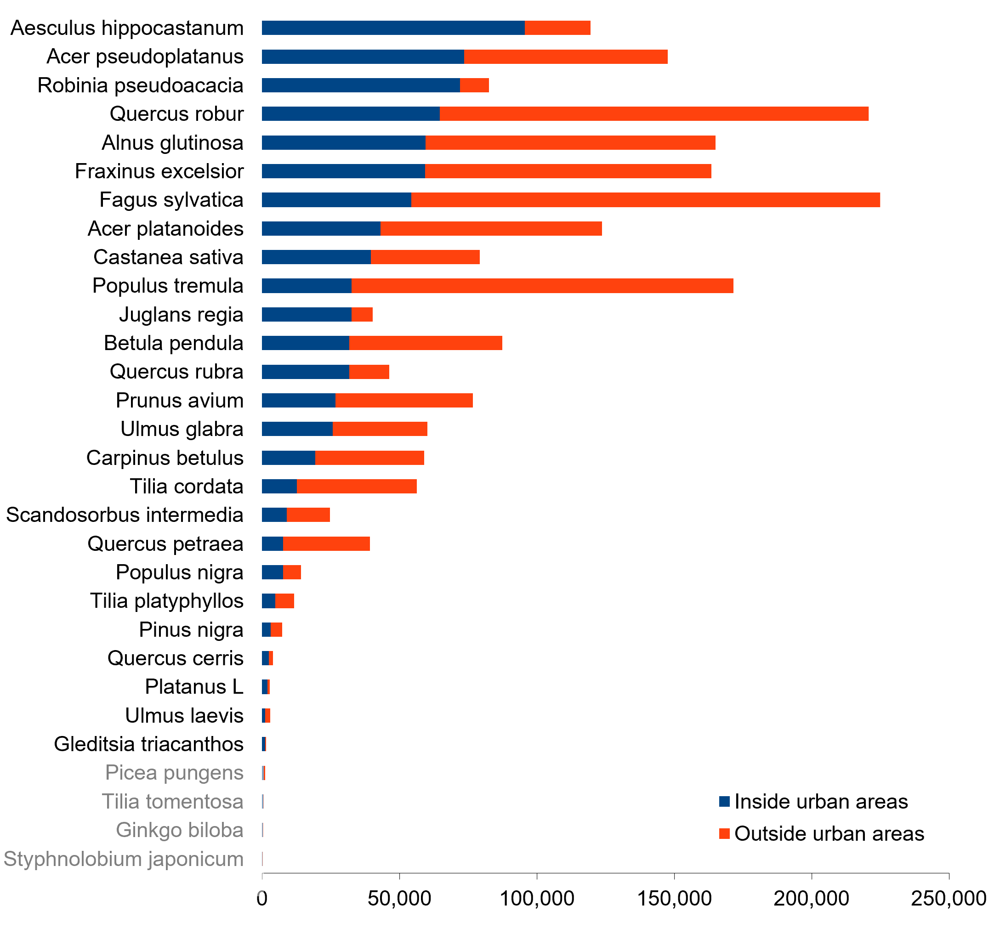 Aesculus hippocastanum
Acer pseudoplatanus
Robinia pseudoacacia
Quercus robur
Alnus glutinosa
Fraxinus excelsior
Fagus sylvatica
Acer platanoides
Castanea sativa
Populus tremula
Juglans regia
Betula pendula
Quercus rubra
Prunus avium
Ulmus glabra
Carpinus betulus
Tilia cordata
Scandosorbus intermedia
Quercus petraea
Populus nigra
Tilia platyphyllos
Pinus nigra
Quercus cerris
Platanus L
Ulmus laevis
Gleditsia triacanthos
Picea pungens
Tilia tomentosa
Ginkgo biloba
Styphnolobium japonicum
Inside urban areas
Outside urban areas
0 50,000 100,000 150,000 200,000 250,000